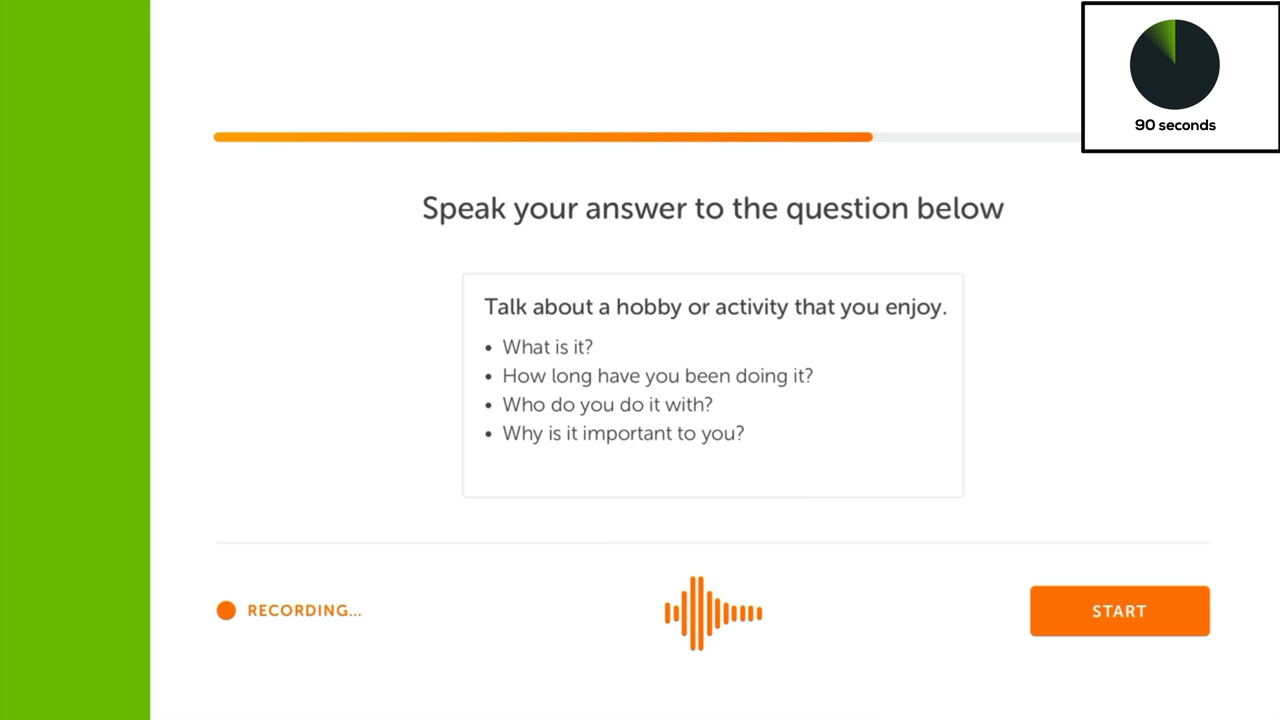 90 seconds
Speak your answer to the question below
Talk about a hobby or activity that you enjoy.
• What is it?
• How long have you been doing it?
• Who do you do it with?
• Why is it important to you?
RECORDING...
START